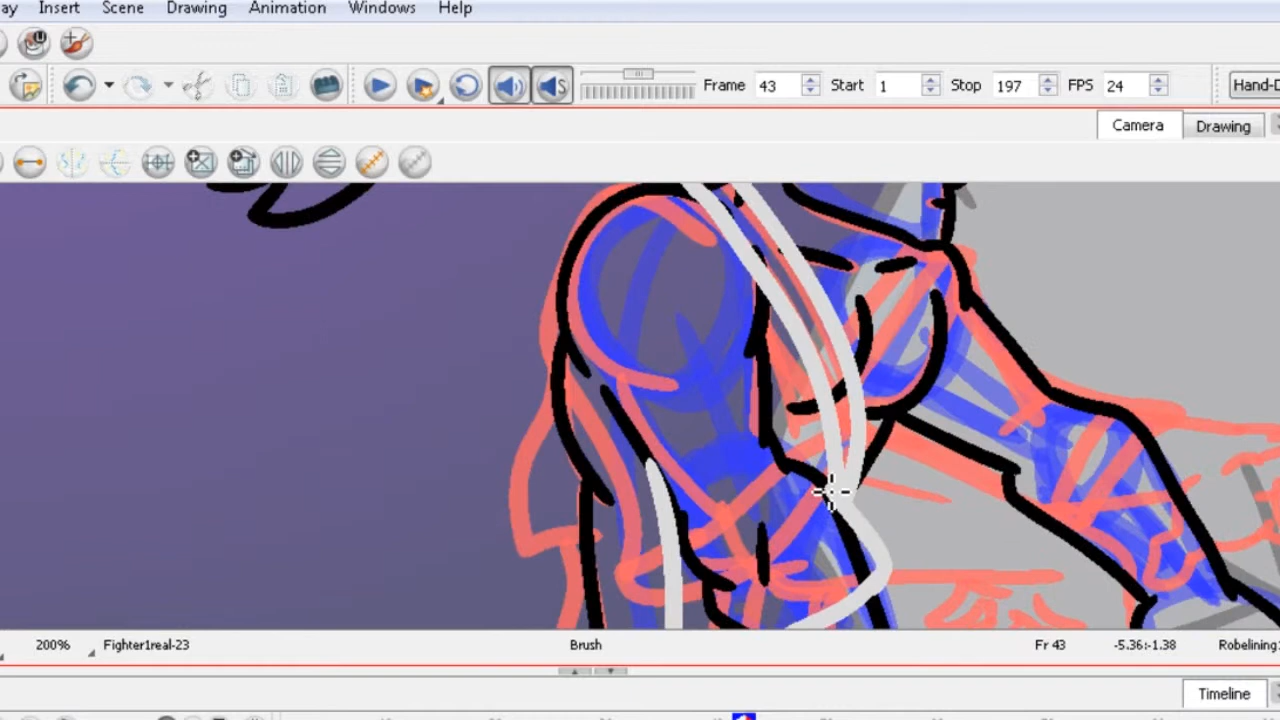 ay Insert Scene Drawing Animation Windows Help
Frame 43 Start 1 Stop 197 FPS 24 Hand-D
Camera Drawing
200% Fighter1real-23 Brush Fr 43 -5.36:-1.38 Robelining1
Timeline